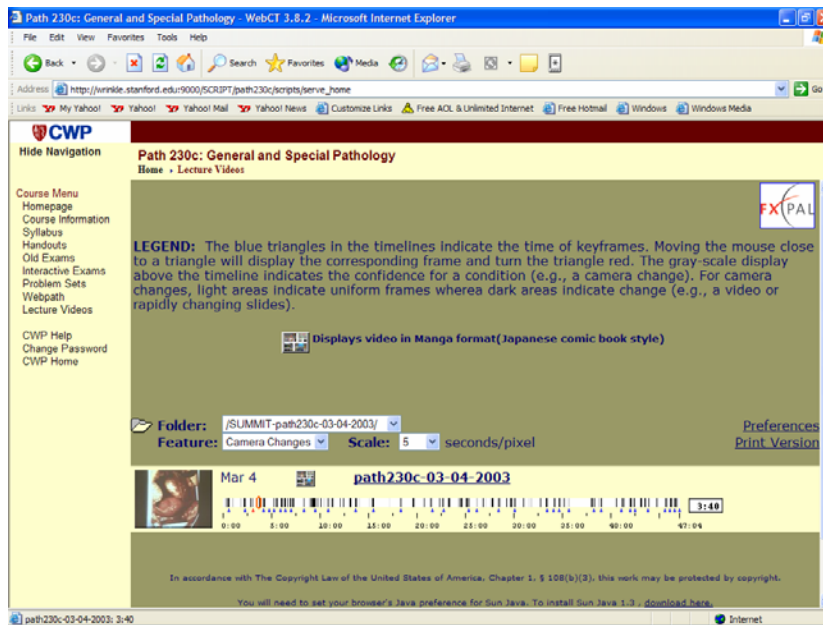 Path 230c: General and Special Pathology - WebCT 3.8.2 - Microsoft Internet Explorer
File Edit View Favorites Tools Help
Back Search Favorites Media
Address http://wrinkle.stanford.edu:9000/SCRIPT/path230c/scripts/serve_home Go
Links My Yahoo! Yahoo! Yahoo! Mail Yahoo! News Customize Links Free AOL & Unlimited Internet Free Hotmail Windows Windows Media
CWP
Hide Navigation
Path 230c: General and Special Pathology
Home › Lecture Videos
Course Menu
Homepage
Course Information
Syllabus
Handouts
Old Exams
Interactive Exams
Problem Sets
Webpath
Lecture Videos
CWP Help
Change Password
CWP Home
FXPAL
LEGEND: The blue triangles in the timelines indicate the time of keyframes. Moving the mouse close
to a triangle will display the corresponding frame and turn the triangle red. The gray-scale display
above the timeline indicates the confidence for a condition (e.g., a camera change). For camera
changes, light areas indicate uniform frames wherea dark areas indicate change (e.g., a video or
rapidly changing slides).
Displays video in Manga format(Japanese comic book style)
Folder: /SUMMIT-path230c-03-04-2003/ Preferences
Feature: Camera Changes Scale: 5 seconds/pixel Print Version
Mar 4 path230c-03-04-2003
3:40
0:00 5:00 10:00 15:00 20:00 25:00 30:00 35:00 40:00 47:04
In accordance with The Copyright Law of the United States of America, Chapter 1, § 108(b)(3), this work may be protected by copyright.
You will need to set your browser's Java preference for Sun Java. To install Sun Java 1.3 , download here.
path230c-03-04-2003: 3:40 Internet